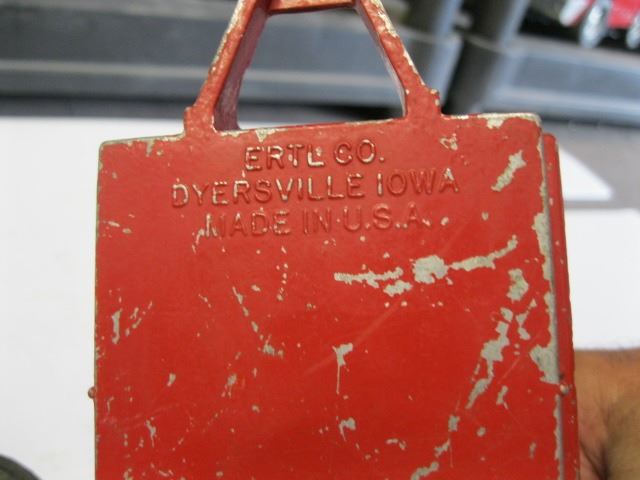 ERTL CO.
DYERSVILLE IOWA
MADE IN U.S.A.